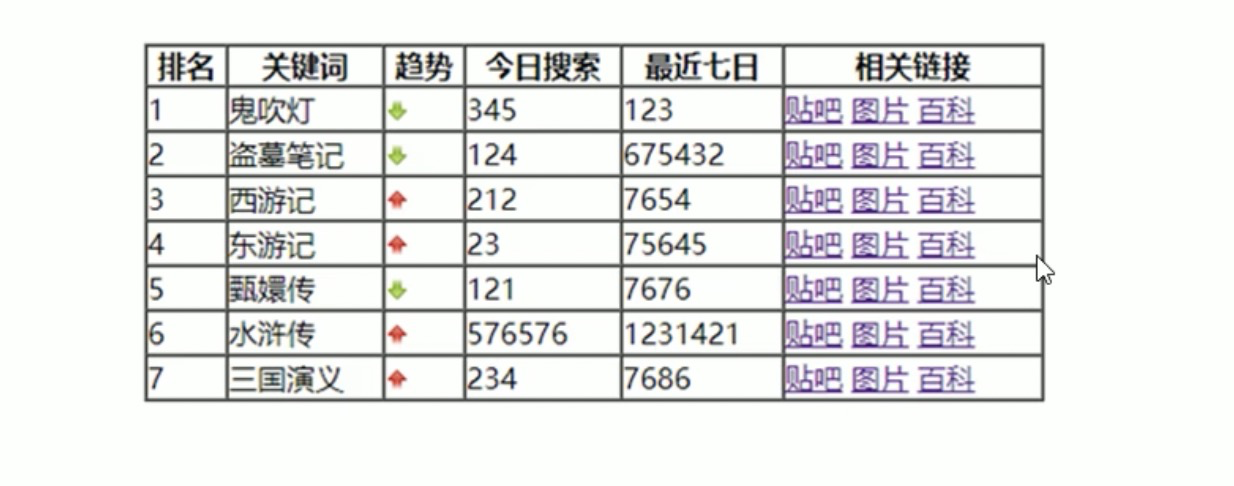 排名 关键词 趋势 今日搜索 最近七日 相关链接
1 鬼吹灯 345 123 贴吧 图片 百科
2 盗墓笔记 124 675432 贴吧 图片 百科
3 西游记 212 7654 贴吧 图片 百科
4 东游记 23 75645 贴吧 图片 百科
5 甄嬛传 121 7676 贴吧 图片 百科
6 水浒传 576576 1231421 贴吧 图片 百科
7 三国演义 234 7686 贴吧 图片 百科